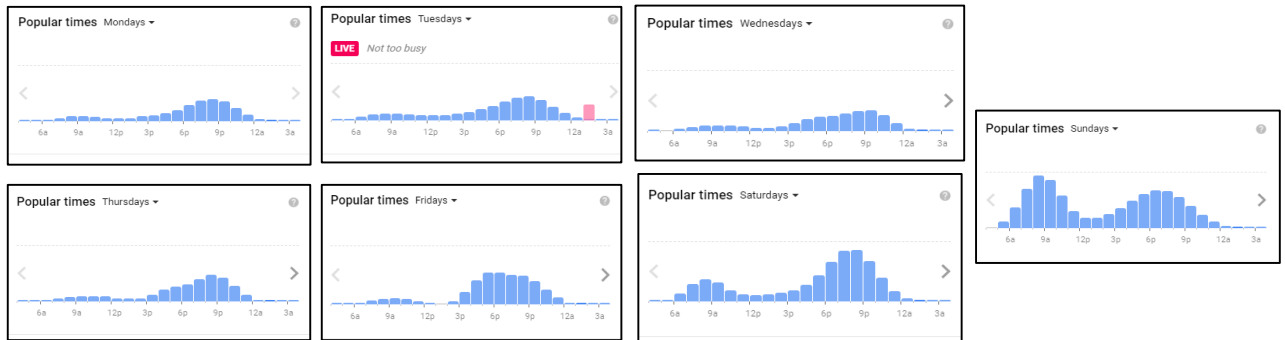 Popular times Mondays
6a 9a 12p 3p 6p 9p 12a 3a
Popular times Tuesdays
LIVE Not too busy
6a 9a 12p 3p 6p 9p 12a 3a
Popular times Wednesdays
6a 9a 12p 3p 6p 9p 12a 3a
Popular times Thursdays
6a 9a 12p 3p 6p 9p 12a 3a
Popular times Fridays
6a 9a 12p 3p 6p 9p 12a 3a
Popular times Saturdays
6a 9a 12p 3p 6p 9p 12a 3a
Popular times Sundays
6a 9a 12p 3p 6p 9p 12a 3a